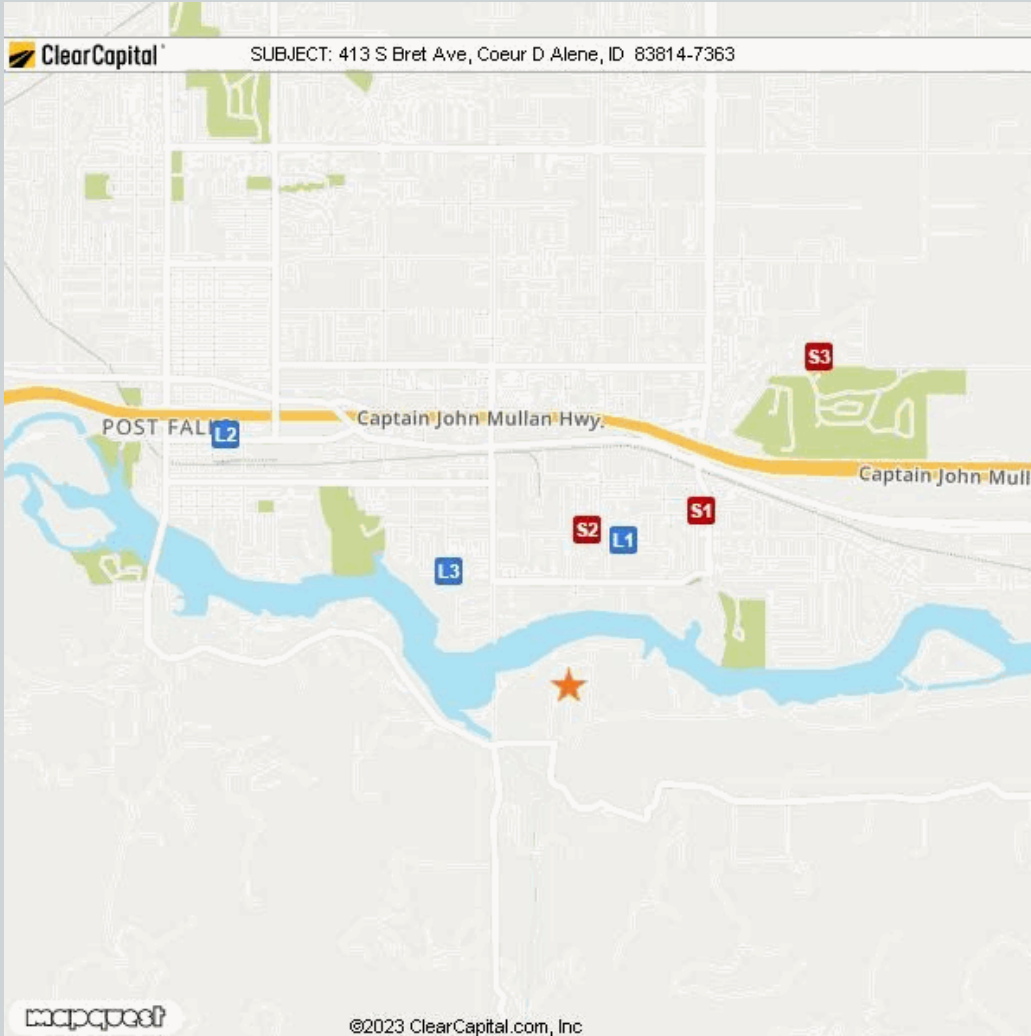 ClearCapital SUBJECT: 413 S Bret Ave, Coeur D Alene, ID 83814-7363
S3
Captain John Mullan Hwy.
POST FALL
L2
Captain John Mull
S1
S2
L1
L3
mapquest
©2023 ClearCapital.com, Inc